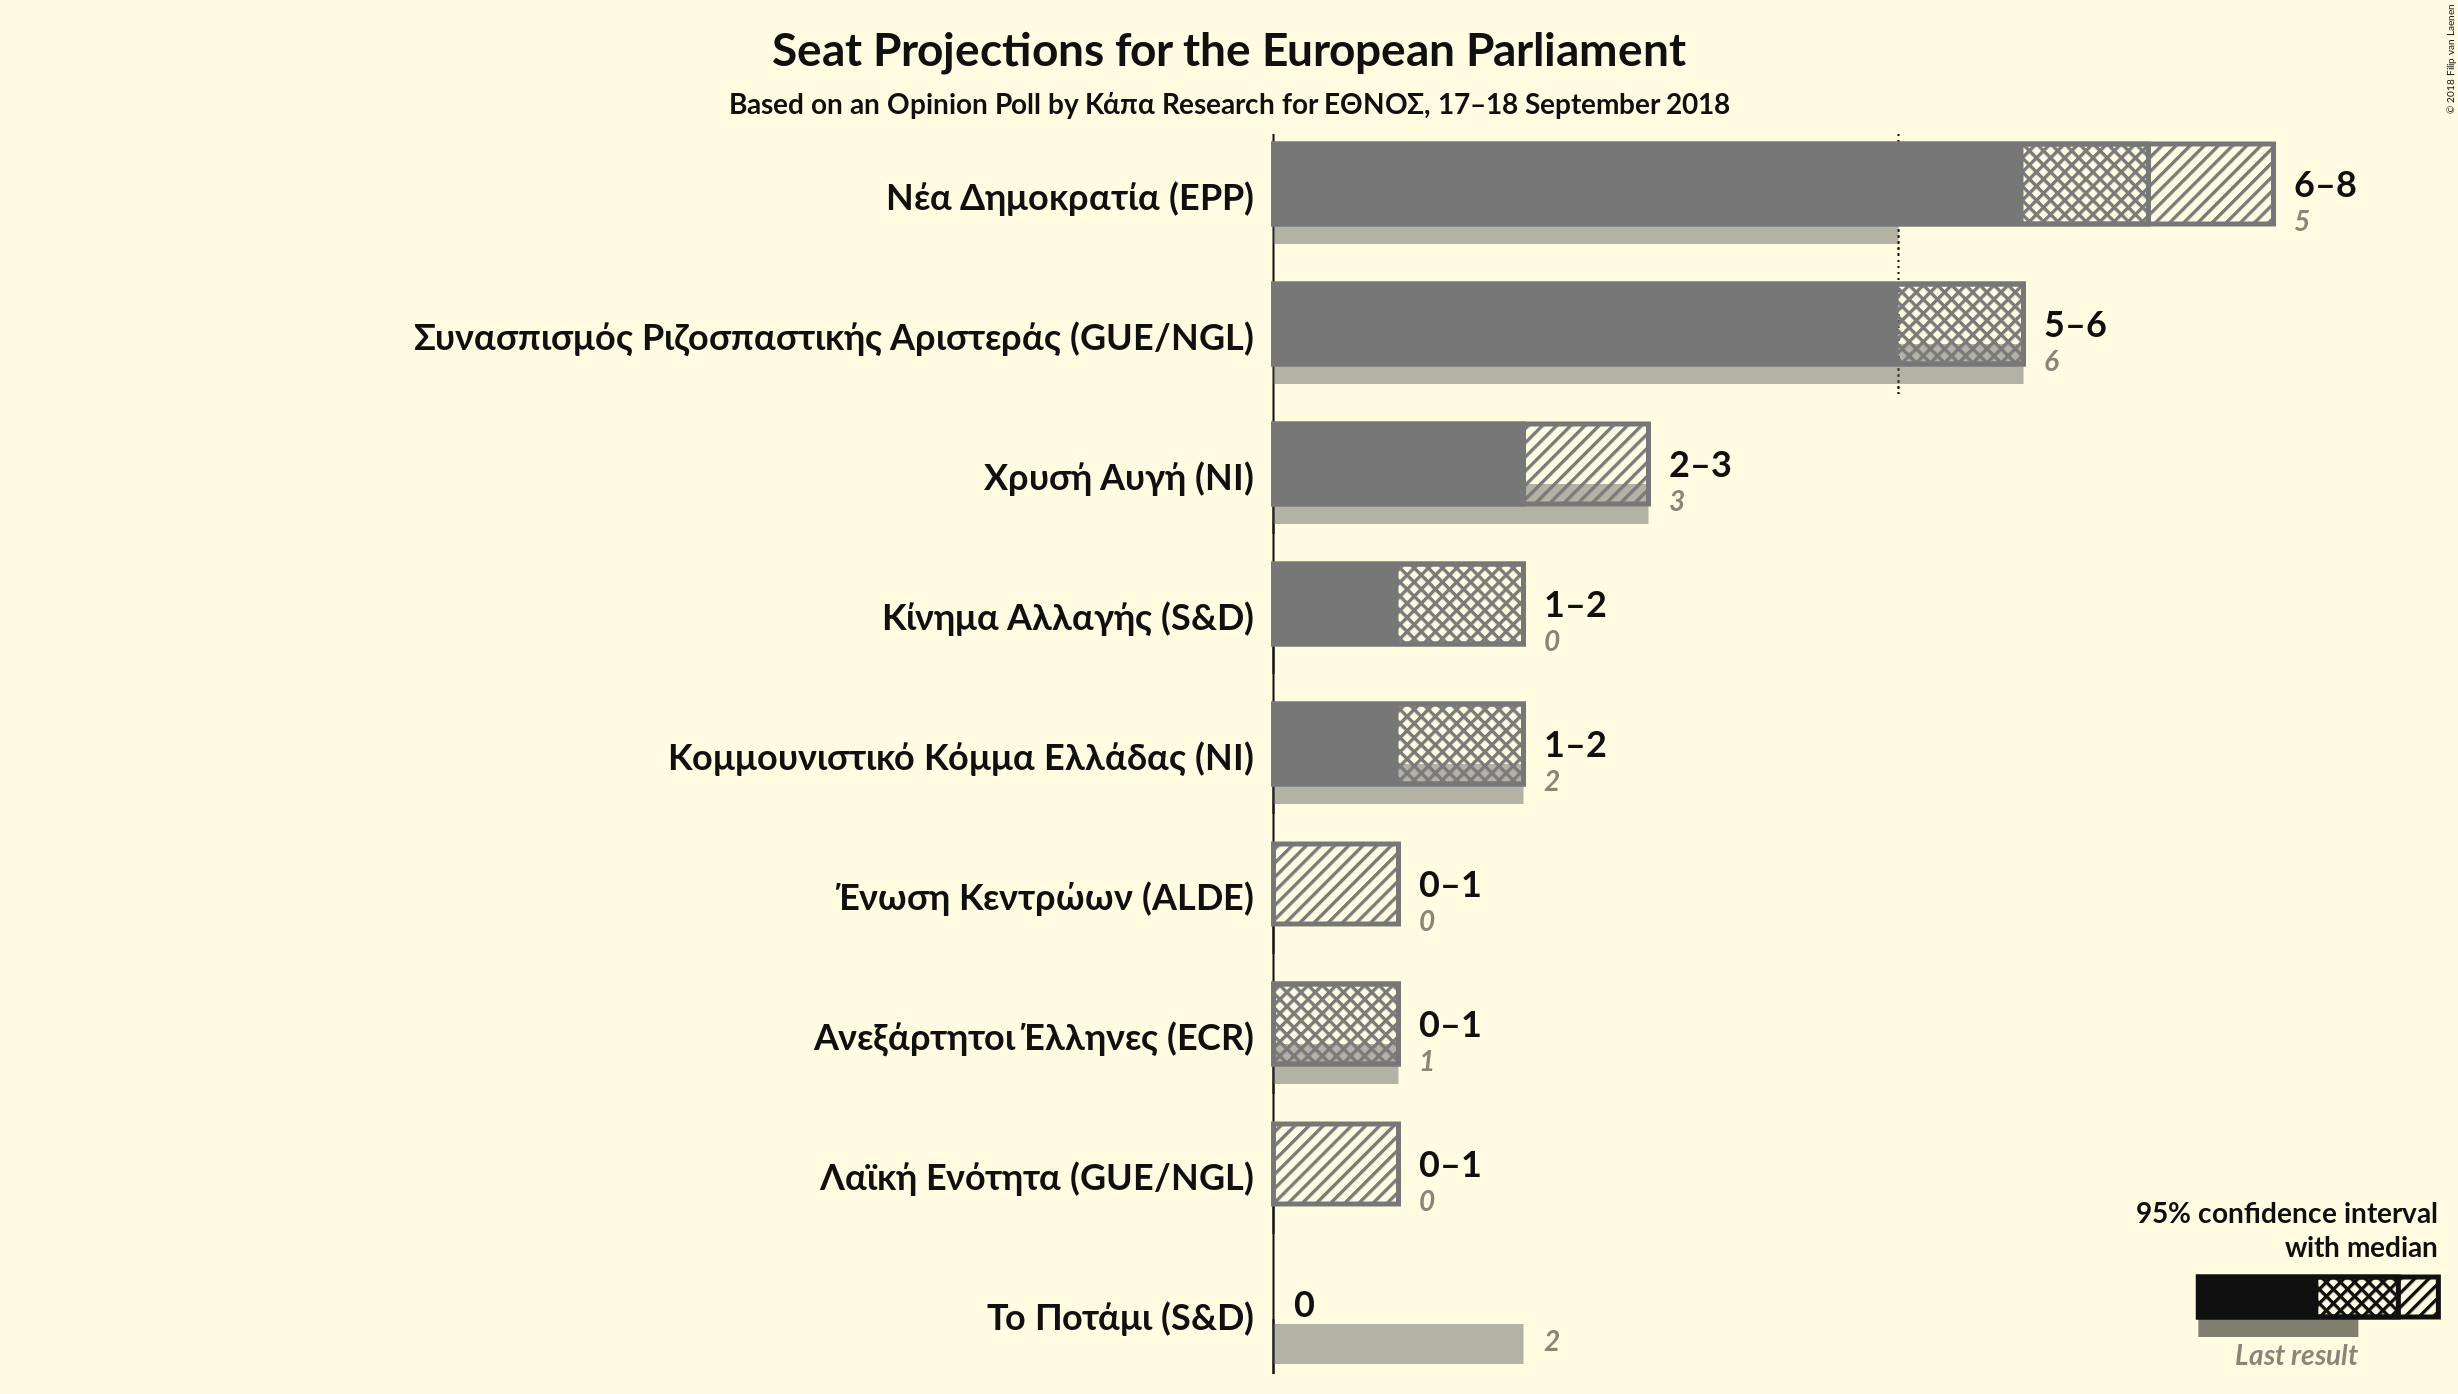 Seat Projections for the European Parliament
Based on an Opinion Poll by Κάπα Research for ΕΘΝΟΣ, 17–18 September 2018
© 2018 Filip van Laenen
Νέα Δημοκρατία (EPP)
6–8
5
Συνασπισμός Ριζοσπαστικής Αριστεράς (GUE/NGL)
5–6
6
Χρυσή Αυγή (NI)
2–3
3
Κίνημα Αλλαγής (S&D)
1–2
0
Κομμουνιστικό Κόμμα Ελλάδας (NI)
1–2
2
Ένωση Κεντρώων (ALDE)
0–1
0
Ανεξάρτητοι Έλληνες (ECR)
0–1
1
Λαϊκή Ενότητα (GUE/NGL)
0–1
0
Το Ποτάμι (S&D)
0
2
95% confidence interval
with median
Last result